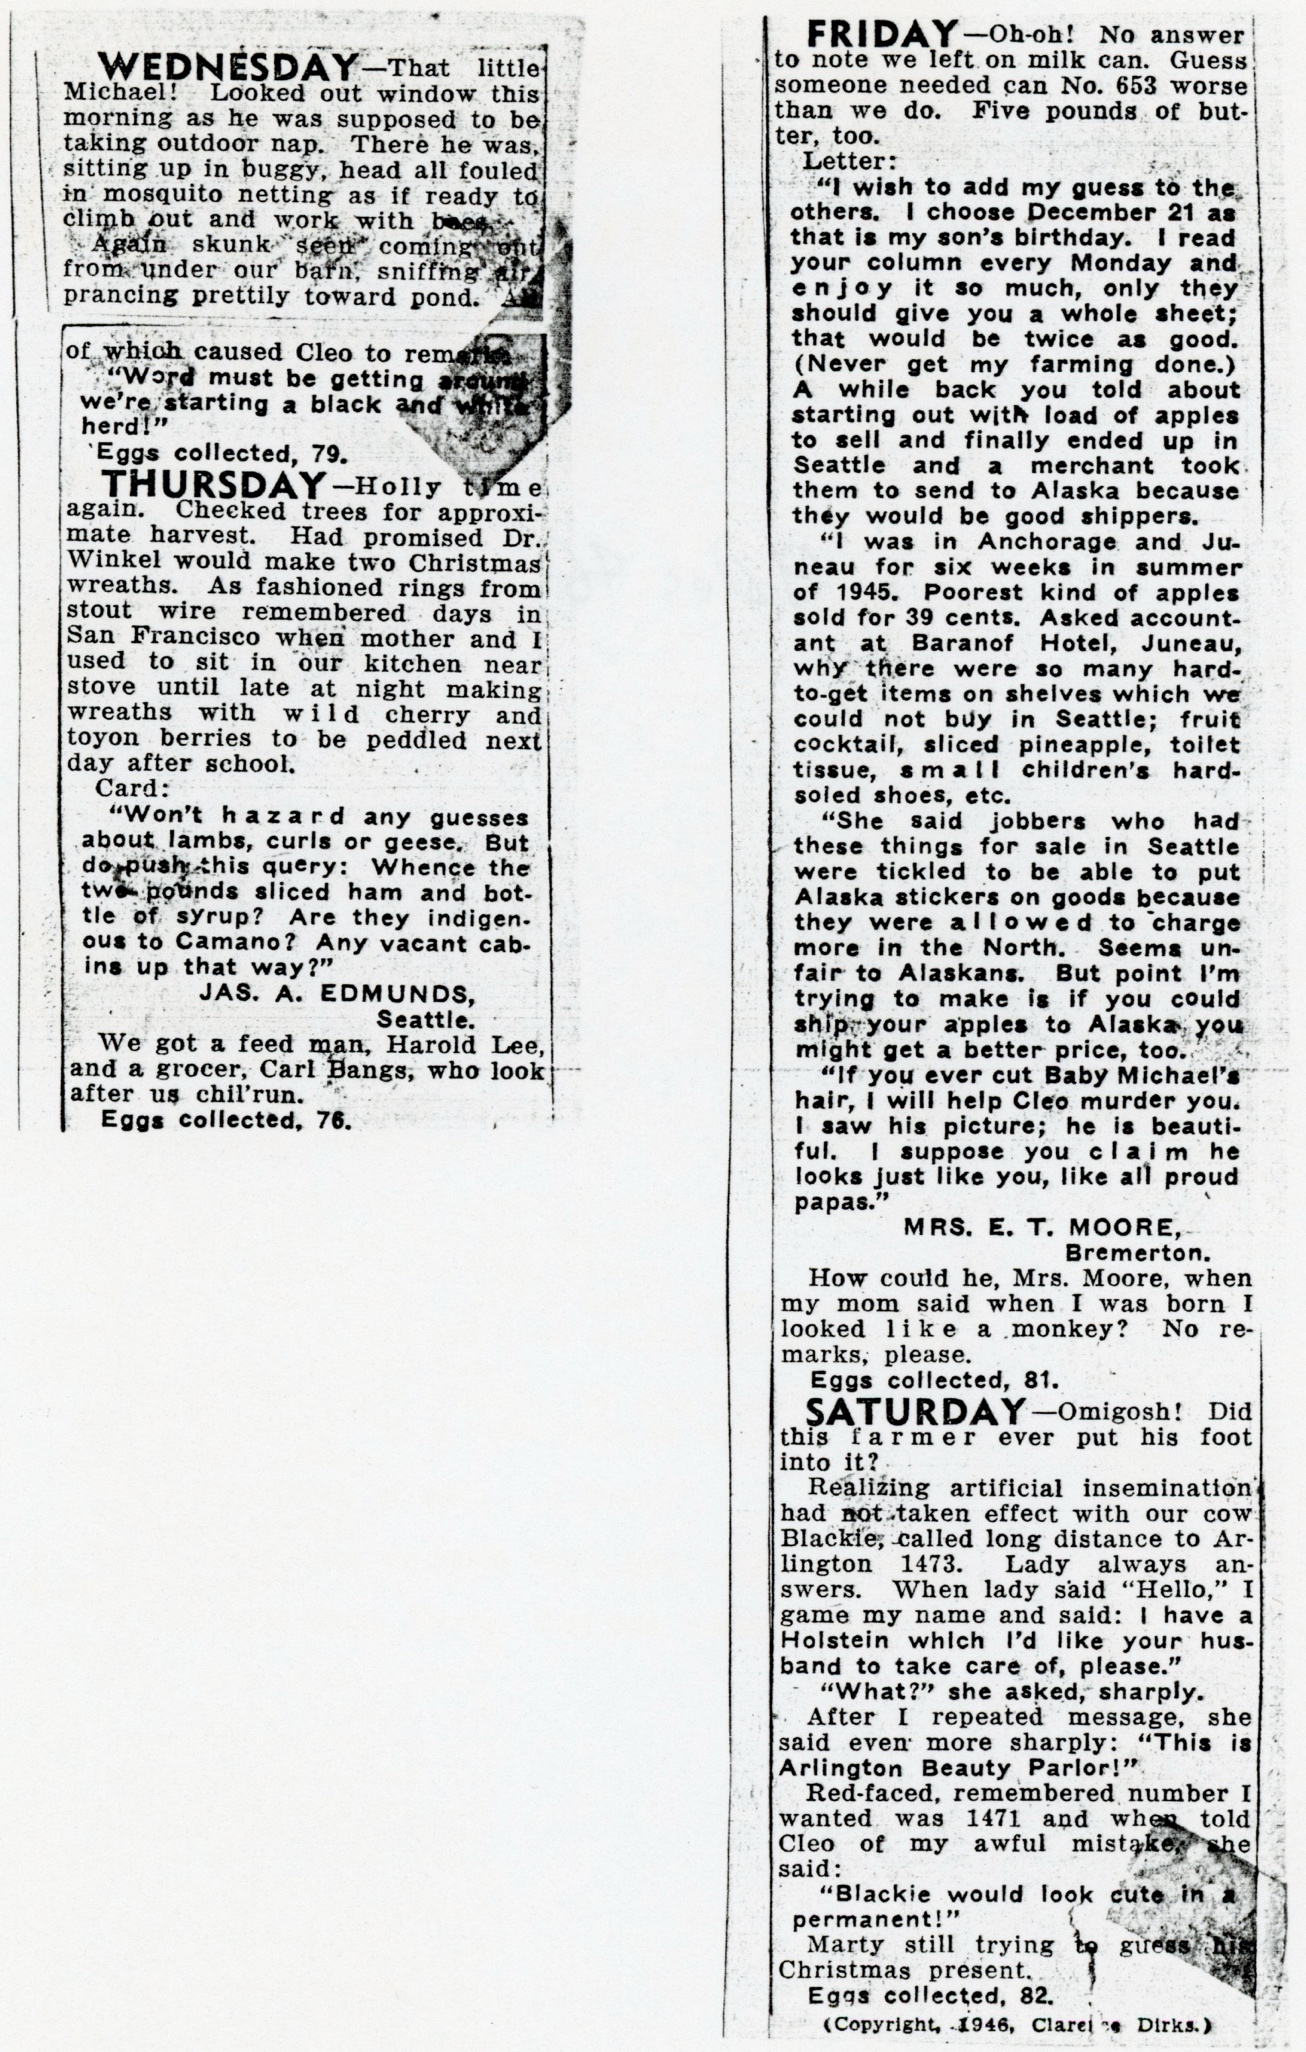 WEDNESDAY—That little
Michael! Looked out window this
morning as he was supposed to be
taking outdoor nap. There he was,
sitting up in buggy, head all fouled
in mosquito netting as if ready to
climb out and work with bees.
Again skunk seen coming out
from under our barn, sniffing air,
prancing prettily toward pond. All
of which caused Cleo to remark:
"Word must be getting around
we're starting a black and white
herd!"
Eggs collected, 79.
THURSDAY—Holly time
again. Checked trees for approxi-
mate harvest. Had promised Dr.
Winkel would make two Christmas
wreaths. As fashioned rings from
stout wire remembered days in
San Francisco when mother and I
used to sit in our kitchen near
stove until late at night making
wreaths with wild cherry and
toyon berries to be peddled next
day after school.
Card:
"Won't hazard any guesses
about lambs, curls or geese. But
do push this query: Whence the
two pounds sliced ham and bot-
tle of syrup? Are they indigen-
ous to Camano? Any vacant cab-
ins up that way?"
JAS. A. EDMUNDS,
Seattle.
We got a feed man, Harold Lee,
and a grocer, Carl Bangs, who look
after us chil'run.
Eggs collected, 76.
FRIDAY—Oh-oh! No answer
to note we left on milk can. Guess
someone needed can No. 653 worse
than we do. Five pounds of but-
ter, too.
Letter:
"I wish to add my guess to the
others. I choose December 21 as
that is my son's birthday. I read
your column every Monday and
enjoy it so much, only they
should give you a whole sheet;
that would be twice as good.
(Never get my farming done.)
A while back you told about
starting out with load of apples
to sell and finally ended up in
Seattle and a merchant took
them to send to Alaska because
they would be good shippers.
"I was in Anchorage and Ju-
neau for six weeks in summer
of 1945. Poorest kind of apples
sold for 39 cents. Asked account-
ant at Baranof Hotel, Juneau,
why there were so many hard-
to-get items on shelves which we
could not buy in Seattle; fruit
cocktail, sliced pineapple, toilet
tissue, small children's hard-
soled shoes, etc.
"She said jobbers who had
these things for sale in Seattle
were tickled to be able to put
Alaska stickers on goods because
they were allowed to charge
more in the North. Seems un-
fair to Alaskans. But point I'm
trying to make is if you could
ship your apples to Alaska you
might get a better price, too.
"If you ever cut Baby Michael's
hair, I will help Cleo murder you.
I saw his picture; he is beauti-
ful. I suppose you claim he
looks just like you, like all proud
papas."
MRS. E. T. MOORE,
Bremerton.
How could he, Mrs. Moore, when
my mom said when I was born I
looked like a monkey? No re-
marks, please.
Eggs collected, 81.
SATURDAY—Omigosh! Did
this farmer ever put his foot
into it?
Realizing artificial insemination
had not taken effect with our cow
Blackie, called long distance to Ar-
lington 1473. Lady always an-
swers. When lady said "Hello," I
game my name and said: I have a
Holstein which I'd like your hus-
band to take care of, please."
"What?" she asked, sharply.
After I repeated message, she
said even more sharply: "This is
Arlington Beauty Parlor!"
Red-faced, remembered number I
wanted was 1471 and when told
Cleo of my awful mistake, she
said:
"Blackie would look cute in a
permanent!"
Marty still trying to guess his
Christmas present.
Eggs collected, 82.
(Copyright, 1946, Clarence Dirks.)